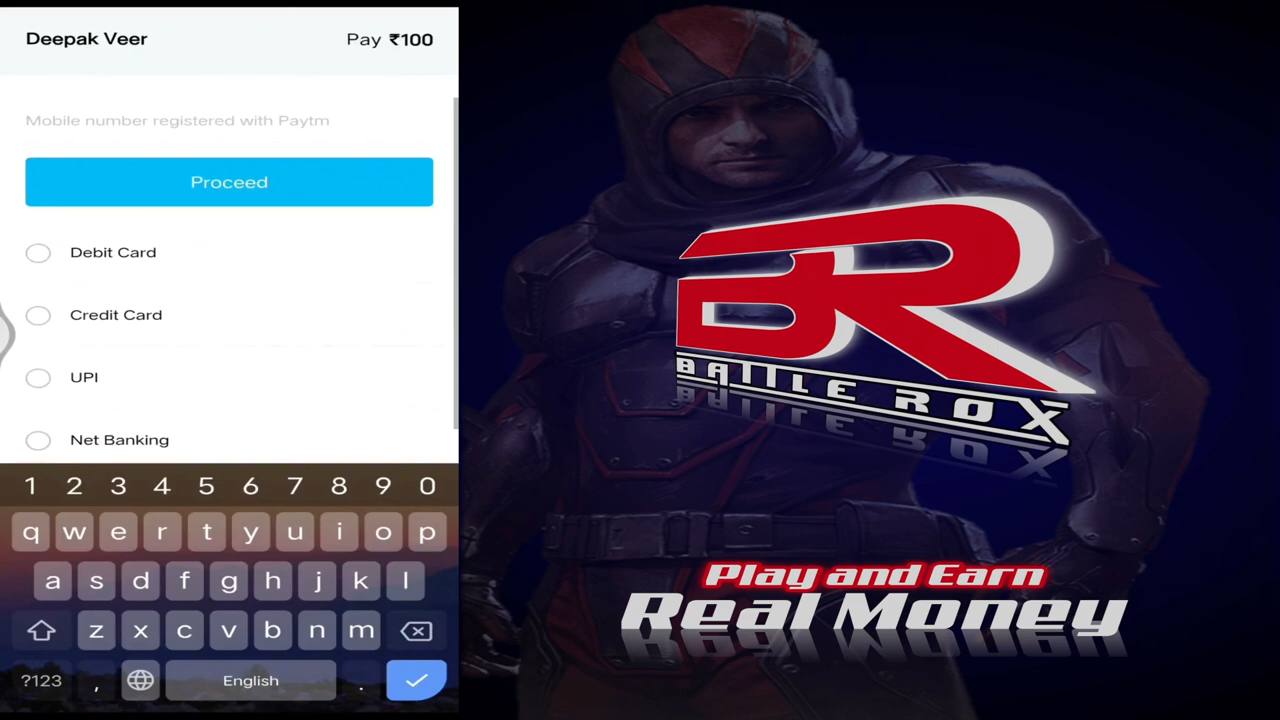 Deepak Veer
Pay ₹100
Mobile number registered with Paytm
Proceed
Debit Card
Credit Card
UPI
Net Banking
1 2 3 4 5 6 7 8 9 0
q w e r t y u i o p
a s d f g h j k l
z x c v b n m
?123 , English .
BR
BATTLE ROX
Play and Earn
Real Money